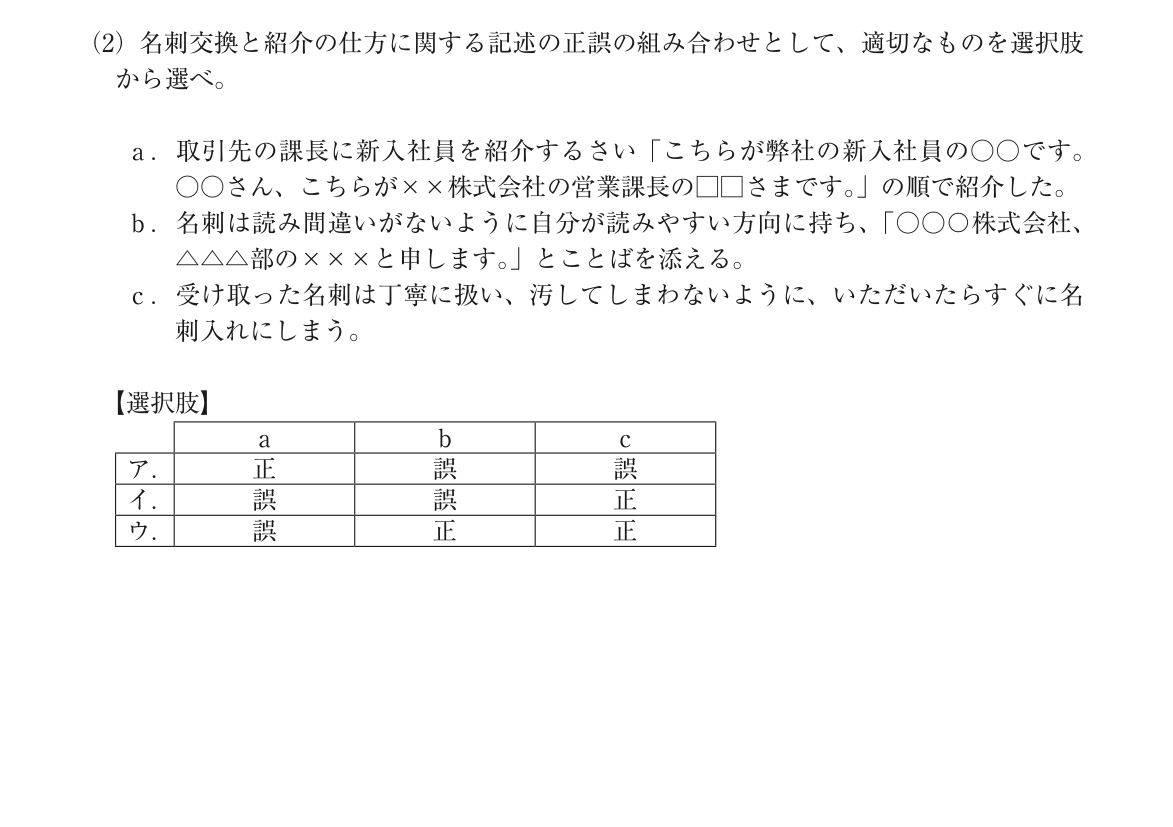 (2) 名刺交換と紹介の仕方に関する記述の正誤の組み合わせとして、適切なものを選択肢
から選べ。
a. 取引先の課長に新入社員を紹介するさい「こちらが弊社の新入社員の〇〇です。
〇〇さん、こちらが××株式会社の営業課長の□□さまです。」の順で紹介した。
b. 名刺は読み間違いがないように自分が読みやすい方向に持ち、「〇〇〇株式会社、
△△△部の×××と申します。」とことばを添える。
c. 受け取った名刺は丁寧に扱い、汚してしまわないように、いただいたらすぐに名
刺入れにしまう。
【選択肢】
a b c
ア. 正 誤 誤
イ. 誤 誤 正
ウ. 誤 正 正